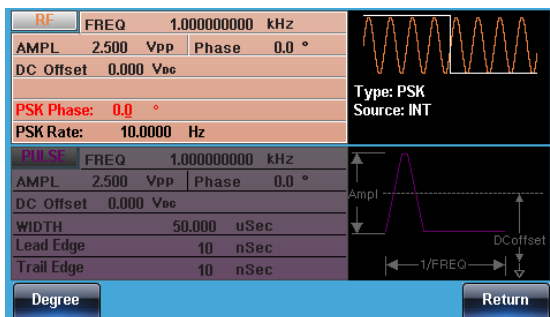 RF FREQ 1.000000000 kHz
AMPL 2.500 Vpp Phase 0.0 °
DC Offset 0.000 VDC
PSK Phase: 0.0 °
PSK Rate: 10.0000 Hz
Type: PSK
Source: INT
PULSE FREQ 1.000000000 kHz
AMPL 2.500 Vpp Phase 0.0 °
DC Offset 0.000 VDC
WIDTH 50.000 uSec
Lead Edge 10 nSec
Trail Edge 10 nSec
Ampl
DCoffset
1/FREQ
Degree Return